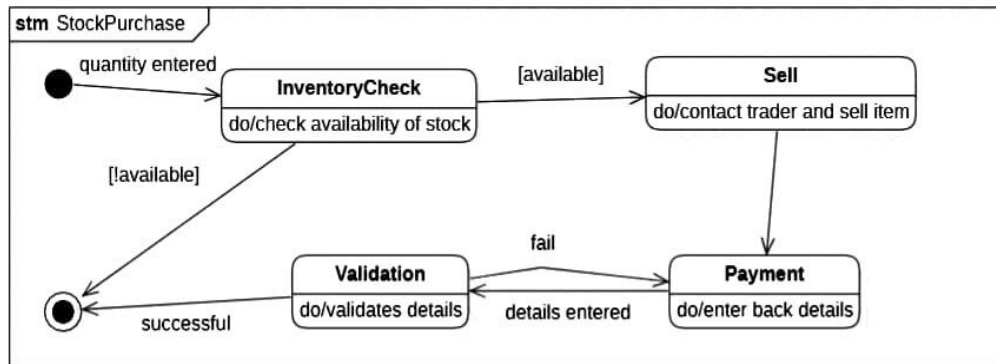 stm StockPurchase
quantity entered
InventoryCheck
do/check availability of stock
[available]
Sell
do/contact trader and sell item
[!available]
Validation
do/validates details
fail
Payment
do/enter back details
details entered
successful